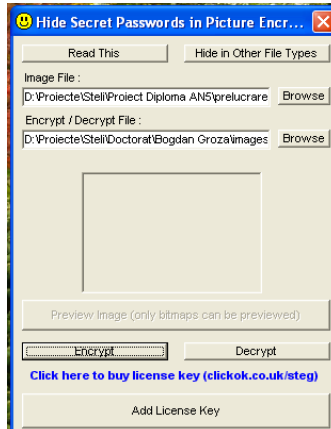 Hide Secret Passwords in Picture Encr...
Read This Hide in Other File Types
Image File :
D:\Proiecte\Steli\Proiect Diploma AN5\prelucrare Browse
Encrypt / Decrypt File :
D:\Proiecte\Steli\Doctorat\Bogdan Groza\images Browse
Preview Image (only bitmaps can be previewed)
Encrypt Decrypt
Click here to buy license key (clickok.co.uk/steg)
Add License Key